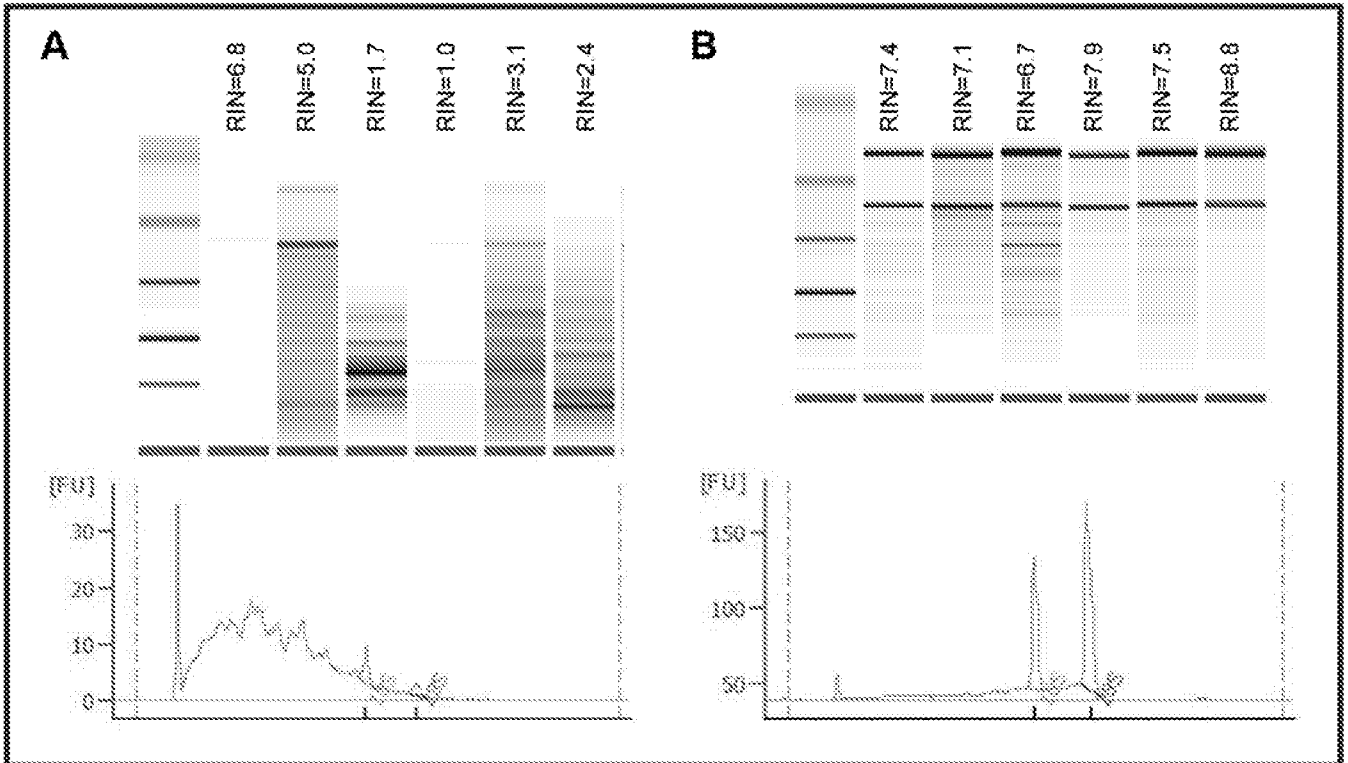 A
RIN=6.8
RIN=5.0
RIN=1.7
RIN=1.0
RIN=3.1
RIN=2.4
[FU]
30
20
10
0
B
RIN=7.4
RIN=7.1
RIN=6.7
RIN=7.9
RIN=7.5
RIN=8.8
[FU]
150
100
50